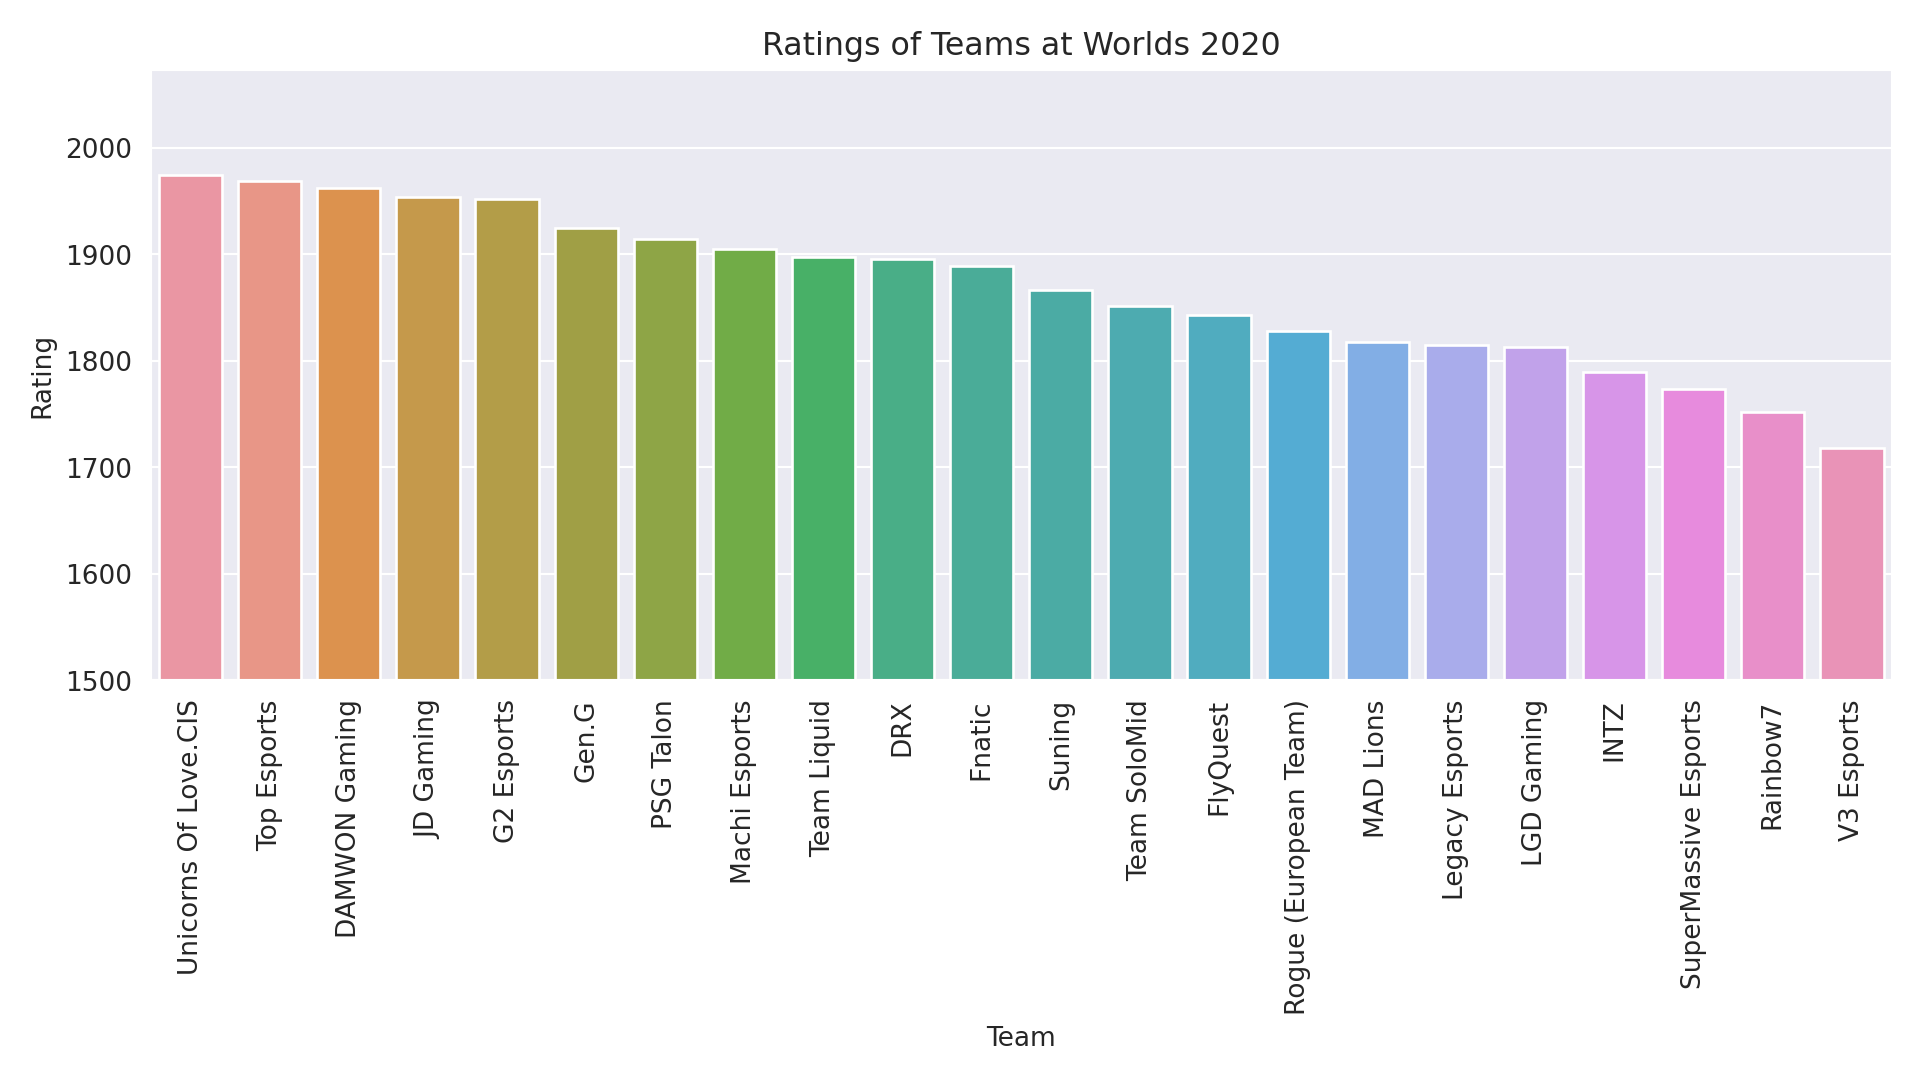 Ratings of Teams at Worlds 2020
2000
1900
1800
1700
1600
1500
Rating
Unicorns Of Love.CIS
Top Esports
DAMWON Gaming
JD Gaming
G2 Esports
Gen.G
PSG Talon
Machi Esports
Team Liquid
DRX
Fnatic
Suning
Team SoloMid
FlyQuest
Rogue (European Team)
MAD Lions
Legacy Esports
LGD Gaming
INTZ
SuperMassive Esports
Rainbow7
V3 Esports
Team